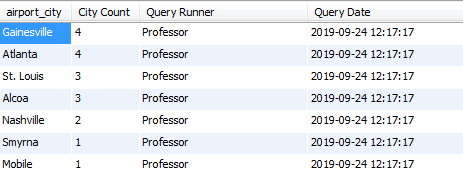 airport_city City Count Query Runner Query Date
Gainesville 4 Professor 2019-09-24 12:17:17
Atlanta 4 Professor 2019-09-24 12:17:17
St. Louis 3 Professor 2019-09-24 12:17:17
Alcoa 3 Professor 2019-09-24 12:17:17
Nashville 2 Professor 2019-09-24 12:17:17
Smyrna 1 Professor 2019-09-24 12:17:17
Mobile 1 Professor 2019-09-24 12:17:17